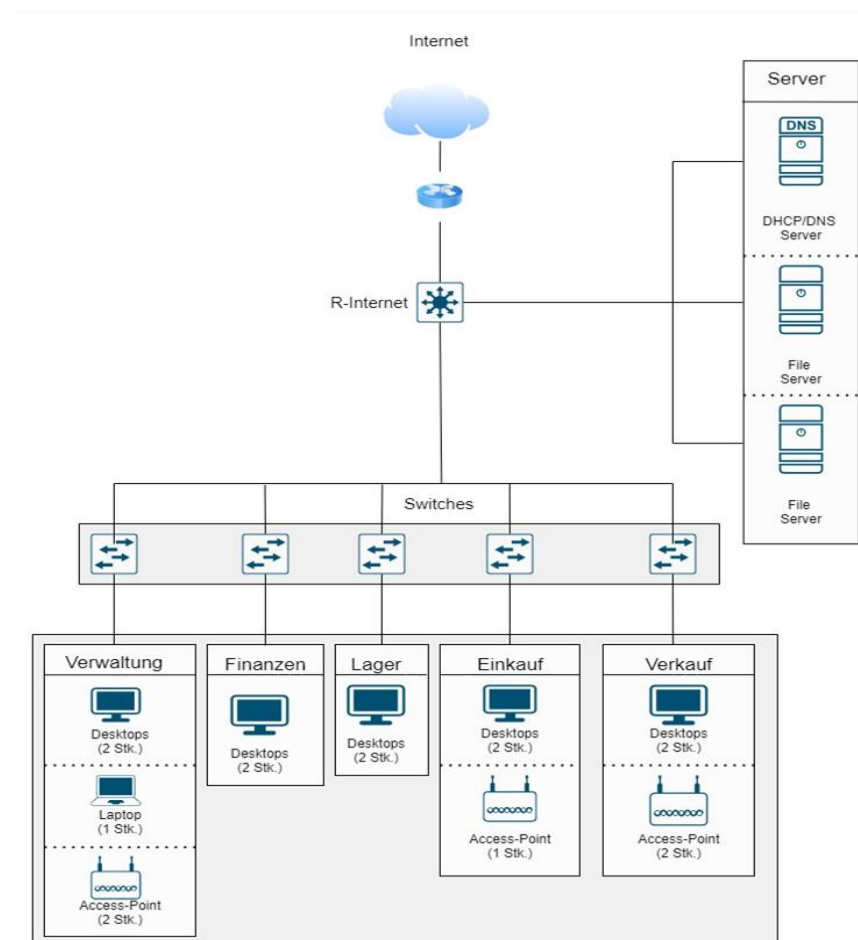 Internet
Server
DNS
DHCP/DNS
Server
R-Internet
File
Server
File
Server
Switches
Verwaltung
Desktops
(2 Stk.)
Laptop
(1 Stk.)
Access-Point
(2 Stk.)
Finanzen
Desktops
(2 Stk.)
Lager
Desktops
(2 Stk.)
Einkauf
Desktops
(2 Stk.)
Access-Point
(1 Stk.)
Verkauf
Desktops
(2 Stk.)
Access-Point
(2 Stk.)